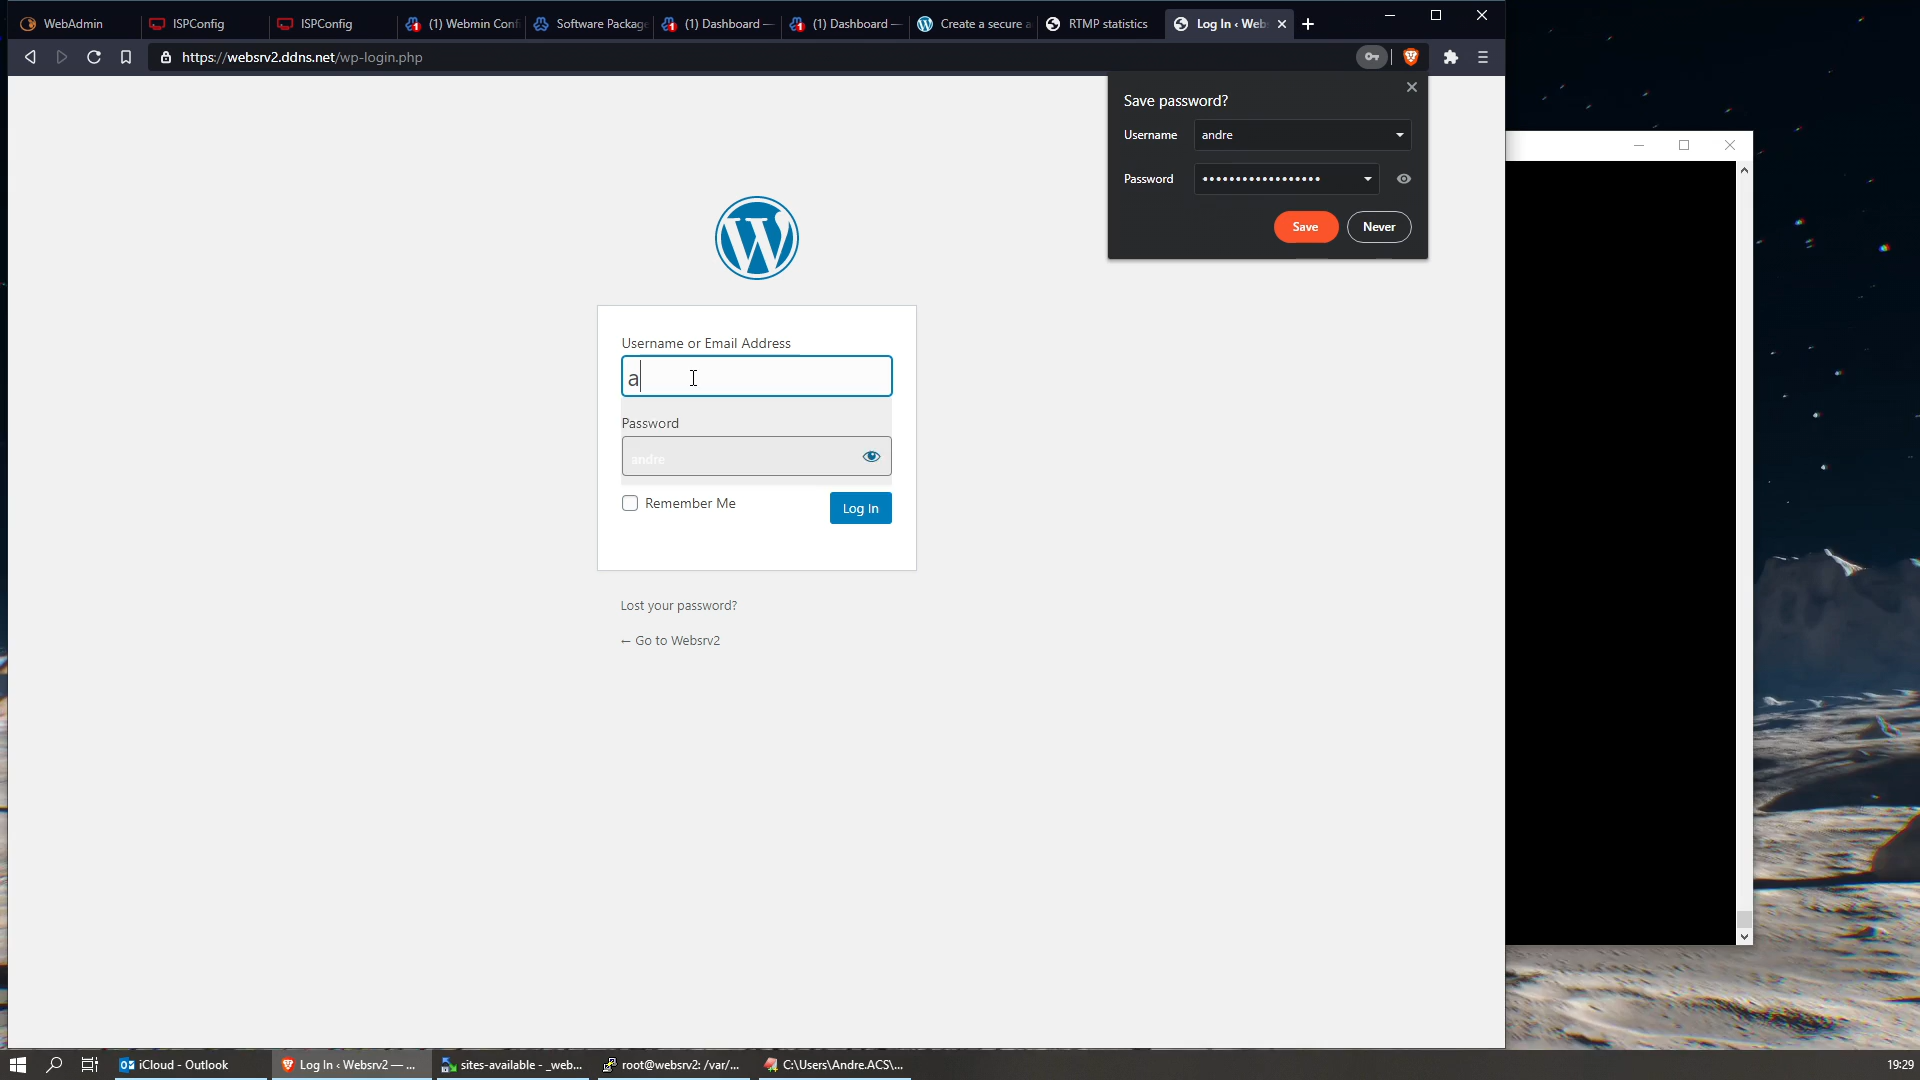 WebAdmin
ISPConfig
ISPConfig
(1) Webmin Conf
Software Package
(1) Dashboard —
(1) Dashboard —
Create a secure a
RTMP statistics
Log In ‹ Web
https://websrv2.ddns.net/wp-login.php
Save password?
Username
andre
Password
••••••••••••••••••
Save
Never
Username or Email Address
a
Password
andre
Remember Me
Log In
Lost your password?
← Go to Websrv2
iCloud - Outlook
Log In ‹ Websrv2 — ...
sites-available - _web...
root@websrv2: /var/...
C:\Users\Andre.ACS\...
19:29